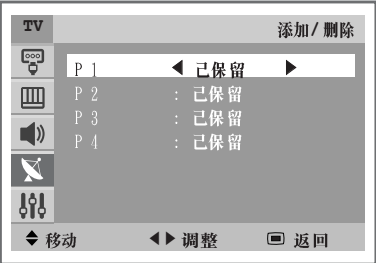 TV
添加/ 删除
P 1 ◀ 已保留 ▶
P 2 : 已保留
P 3 : 已保留
P 4 : 已保留
移动 调整 返回